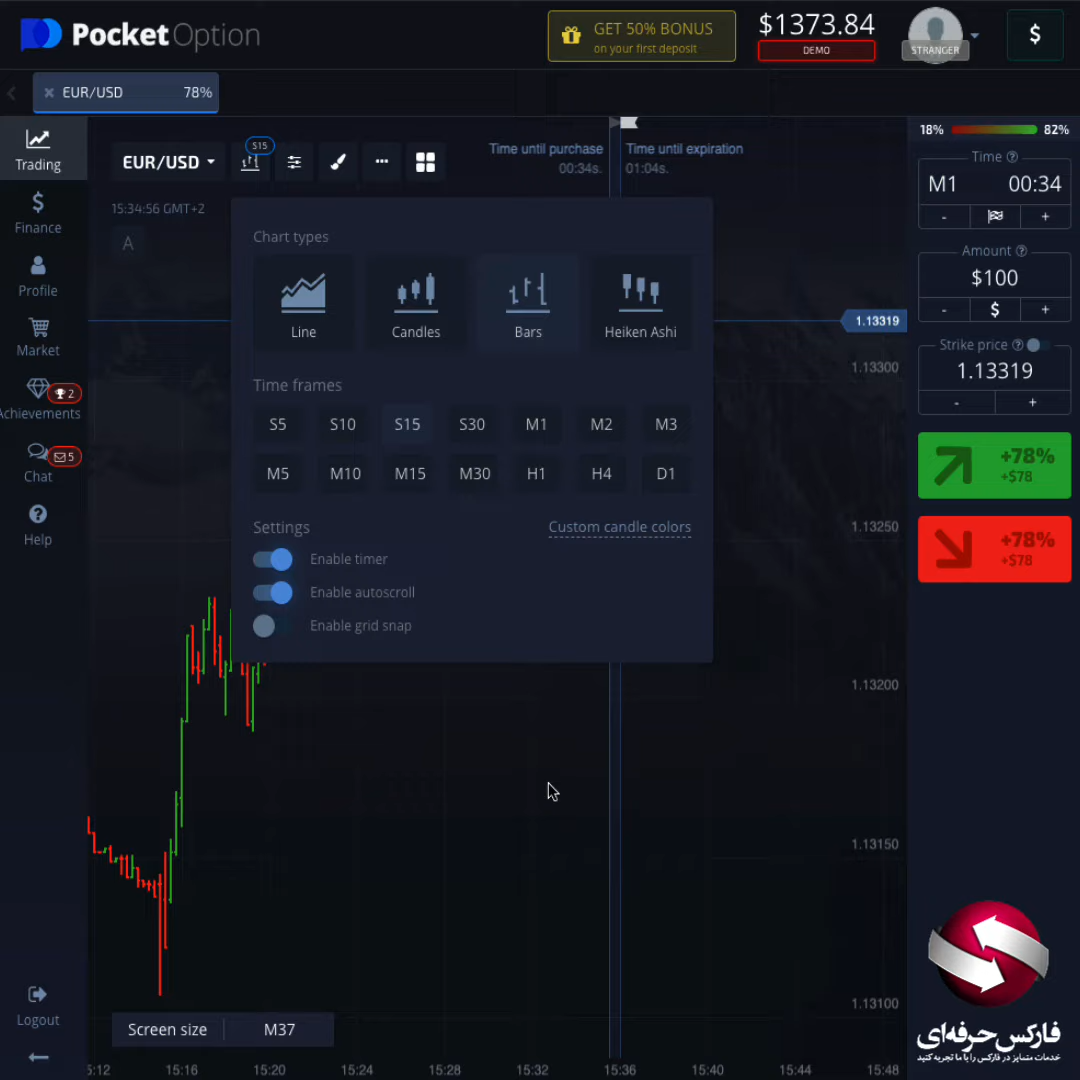 PocketOption
GET 50% BONUS
on your first deposit
$1373.84
DEMO
STRANGER
$
EUR/USD 78%
Trading
Finance
Profile
Market
2
Achievements
5
Chat
Help
Logout
EUR/USD
S15
15:34:56 GMT+2
A
Time until purchase
00:34s.
Time until expiration
01:04s.
Chart types
Line Candles Bars Heiken Ashi
Time frames
S5 S10 S15 S30 M1 M2 M3
M5 M10 M15 M30 H1 H4 D1
Settings Custom candle colors
Enable timer
Enable autoscroll
Enable grid snap
1.13319
1.13300
1.13250
1.13200
1.13150
1.13100
Screen size M37
5:12 15:16 15:20 15:24 15:28 15:32 15:36 15:40 15:44 15:48
18% 82%
Time
M1 00:34
- +
Amount
$100
- $ +
Strike price
1.13319
- +
+78%
+$78
+78%
+$78
فارکس‌حرفه‌ای
خدمات متمایز در فارکس را با ما تجربه کنید